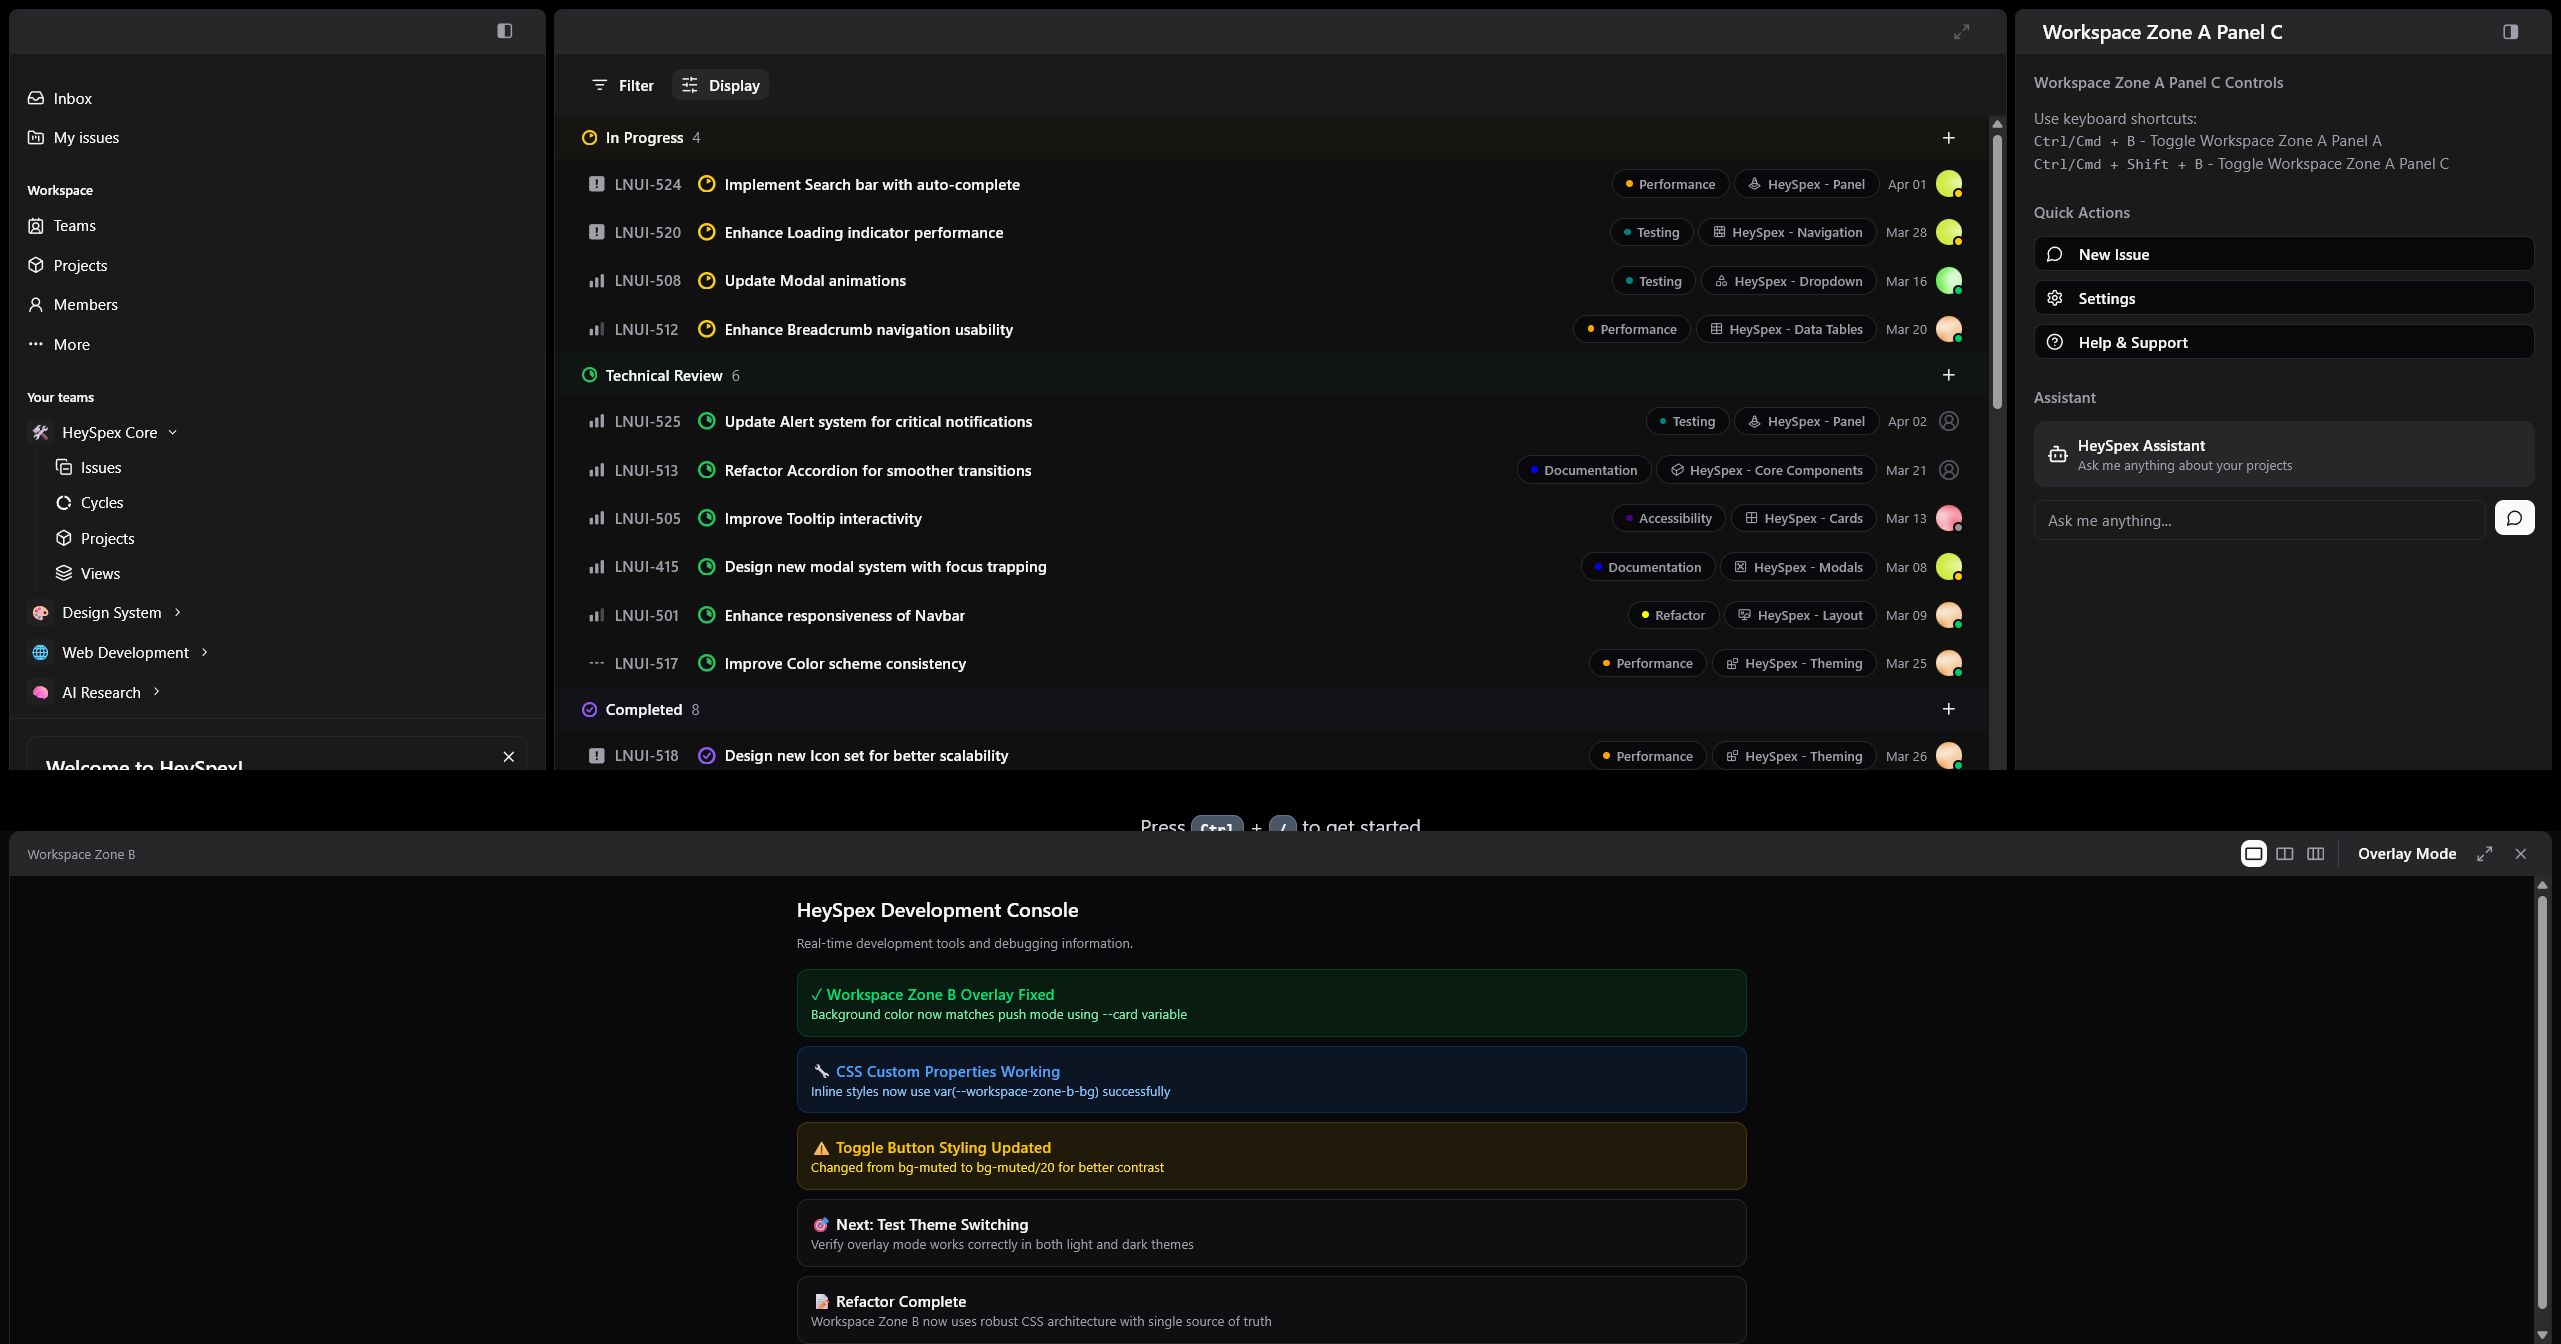 Inbox
My issues
Workspace
Teams
Projects
Members
More
Your teams
HeySpex Core
Issues
Cycles
Projects
Views
Design System
Web Development
AI Research
Welcome to HeySpex!
Filter
Display
In Progress 4
LNUI-524 Implement Search bar with auto-complete Performance HeySpex - Panel Apr 01
LNUI-520 Enhance Loading indicator performance Testing HeySpex - Navigation Mar 28
LNUI-508 Update Modal animations Testing HeySpex - Dropdown Mar 16
LNUI-512 Enhance Breadcrumb navigation usability Performance HeySpex - Data Tables Mar 20
Technical Review 6
LNUI-525 Update Alert system for critical notifications Testing HeySpex - Panel Apr 02
LNUI-513 Refactor Accordion for smoother transitions Documentation HeySpex - Core Components Mar 21
LNUI-505 Improve Tooltip interactivity Accessibility HeySpex - Cards Mar 13
LNUI-415 Design new modal system with focus trapping Documentation HeySpex - Modals Mar 08
LNUI-501 Enhance responsiveness of Navbar Refactor HeySpex - Layout Mar 09
LNUI-517 Improve Color scheme consistency Performance HeySpex - Theming Mar 25
Completed 8
LNUI-518 Design new Icon set for better scalability Performance HeySpex - Theming Mar 26
Workspace Zone A Panel C
Workspace Zone A Panel C Controls
Use keyboard shortcuts:
Ctrl/Cmd + B - Toggle Workspace Zone A Panel A
Ctrl/Cmd + Shift + B - Toggle Workspace Zone A Panel C
Quick Actions
New Issue
Settings
Help & Support
Assistant
HeySpex Assistant
Ask me anything about your projects
Ask me anything...
Press Ctrl + / to get started
Workspace Zone B
Overlay Mode
HeySpex Development Console
Real-time development tools and debugging information.
✓ Workspace Zone B Overlay Fixed
Background color now matches push mode using --card variable
🔧 CSS Custom Properties Working
Inline styles now use var(--workspace-zone-b-bg) successfully
⚠️ Toggle Button Styling Updated
Changed from bg-muted to bg-muted/20 for better contrast
🎯 Next: Test Theme Switching
Verify overlay mode works correctly in both light and dark themes
📝 Refactor Complete
Workspace Zone B now uses robust CSS architecture with single source of truth